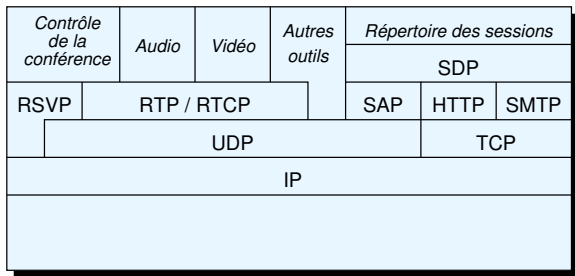 Contrôle
de la
conférence
Audio
Vidéo
Autres
outils
Répertoire des sessions
SDP
RSVP
RTP / RTCP
SAP
HTTP
SMTP
UDP
TCP
IP